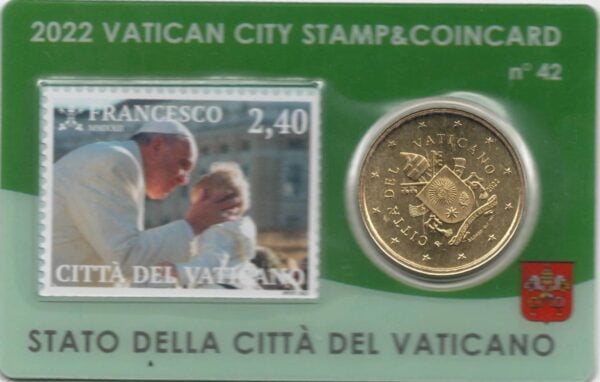 2022 VATICAN CITY STAMP&COINCARD
n° 42
FRANCESCO
MMXXII
2,40
CITTÀ DEL VATICANO
CITTÀ DEL VATICANO
STATO DELLA CITTÀ DEL VATICANO